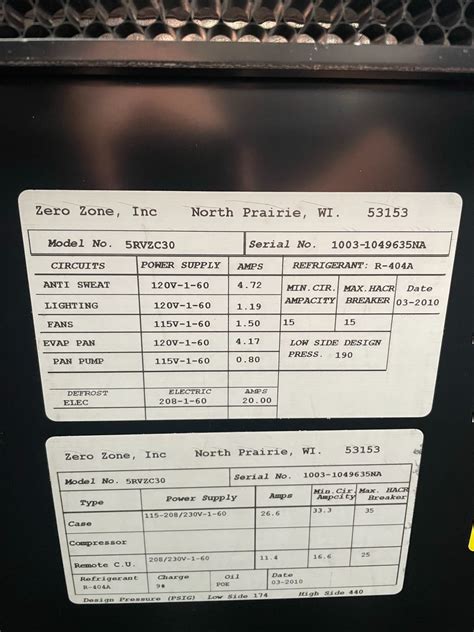 Zero Zone, Inc North Prairie, WI. 53153
Model No. 5RVZC30 Serial No. 1003-1049635NA
CIRCUITS POWER SUPPLY AMPS REFRIGERANT: R-404A
ANTI SWEAT 120V-1-60 4.72 MIN.CIR. AMPACITY MAX.HACR BREAKER Date 03-2010
LIGHTING 120V-1-60 1.19
FANS 115V-1-60 1.50 15 15
EVAP PAN 120V-1-60 4.17 LOW SIDE DESIGN
PAN PUMP 115V-1-60 0.80 PRESS. 190
DEFROST ELECTRIC AMPS
ELEC 208-1-60 20.00
Zero Zone, Inc North Prairie, WI. 53153
Model No. 5RVZC30 Serial No. 1003-1049635NA
Type Power Supply Amps Min.Cir. Ampcity Max. HACR Breaker
Case 115-208/230V-1-60 26.6 33.3 35
Compressor
Remote C.U. 208/230V-1-60 11.4 16.6 25
Refrigerant Charge Oil Date
R-404A 9# POE 03-2010
Design Pressure (PSIG) Low Side 174 High Side 440